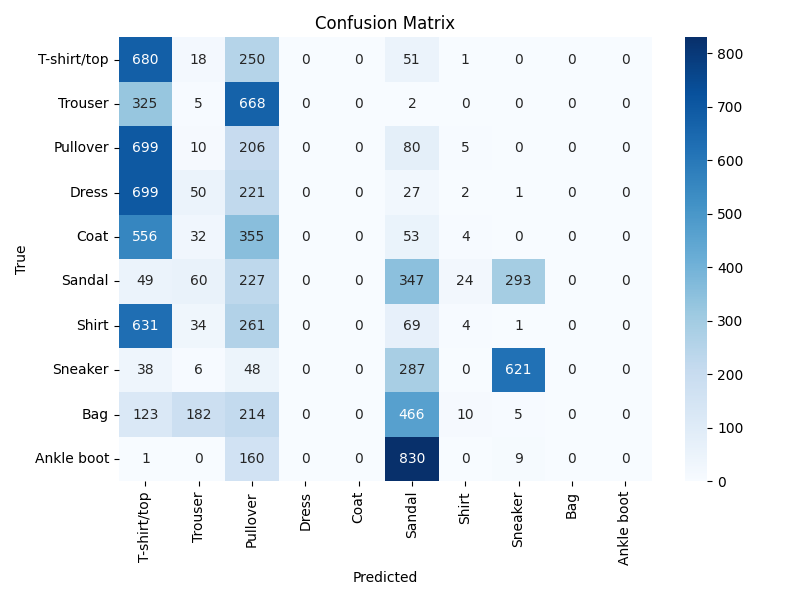 Confusion Matrix
T-shirt/top 680 18 250 0 0 51 1 0 0 0
Trouser 325 5 668 0 0 2 0 0 0 0
Pullover 699 10 206 0 0 80 5 0 0 0
Dress 699 50 221 0 0 27 2 1 0 0
Coat 556 32 355 0 0 53 4 0 0 0
Sandal 49 60 227 0 0 347 24 293 0 0
Shirt 631 34 261 0 0 69 4 1 0 0
Sneaker 38 6 48 0 0 287 0 621 0 0
Bag 123 182 214 0 0 466 10 5 0 0
Ankle boot 1 0 160 0 0 830 0 9 0 0
True
T-shirt/top Trouser Pullover Dress Coat Sandal Shirt Sneaker Bag Ankle boot
Predicted
800
700
600
500
400
300
200
100
0